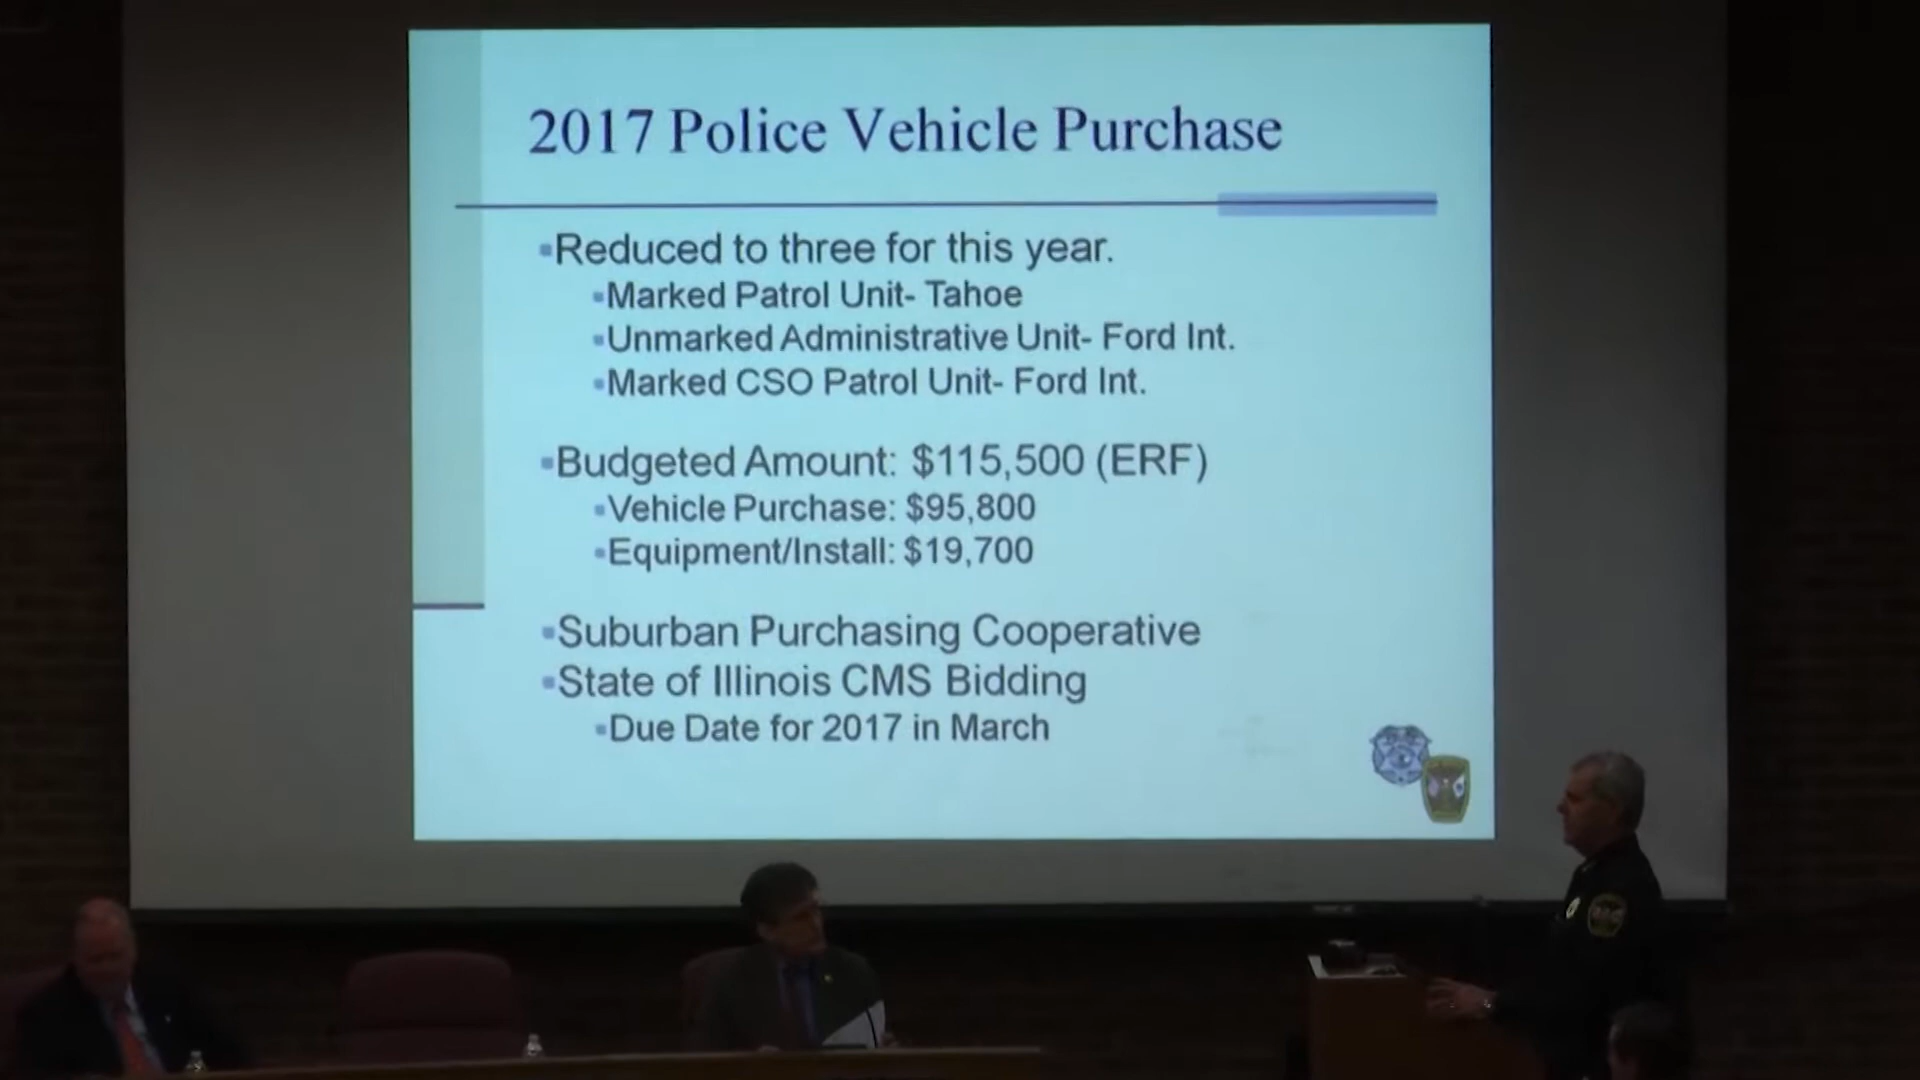 2017 Police Vehicle Purchase
Reduced to three for this year.
Marked Patrol Unit- Tahoe
Unmarked Administrative Unit- Ford Int.
Marked CSO Patrol Unit- Ford Int.
Budgeted Amount: $115,500 (ERF)
Vehicle Purchase: $95,800
Equipment/Install: $19,700
Suburban Purchasing Cooperative
State of Illinois CMS Bidding
Due Date for 2017 in March